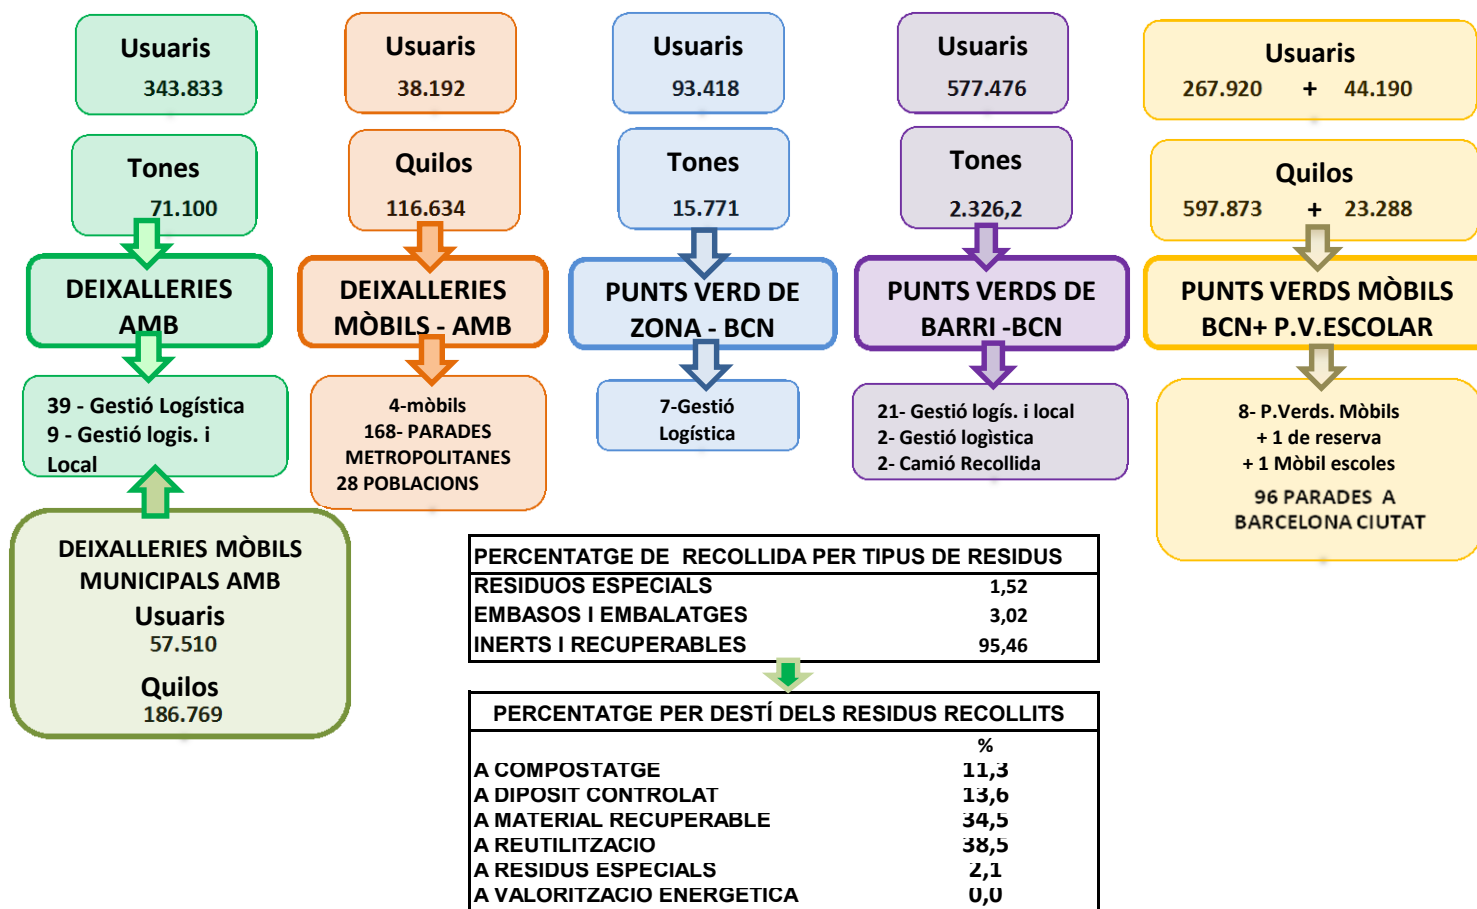 Usuaris
343.833
Tones
71.100
DEIXALLERIES
AMB
39 - Gestió Logística
9 - Gestió logis. i
Local
DEIXALLERIES MÒBILS
MUNICIPALS AMB
Usuaris
57.510
Quilos
186.769
Usuaris
38.192
Quilos
116.634
DEIXALLERIES
MÒBILS - AMB
4-mòbils
168- PARADES
METROPOLITANES
28 POBLACIONS
Usuaris
93.418
Tones
15.771
PUNTS VERD DE
ZONA - BCN
7-Gestió
Logística
Usuaris
577.476
Tones
2.326,2
PUNTS VERDS DE
BARRI -BCN
21- Gestió logís. i local
2- Gestió logìstica
2- Camió Recollida
Usuaris
267.920 + 44.190
Quilos
597.873 + 23.288
PUNTS VERDS MÒBILS
BCN+ P.V.ESCOLAR
8- P.Verds. Mòbils
+ 1 de reserva
+ 1 Mòbil escoles
96 PARADES A
BARCELONA CIUTAT
PERCENTATGE DE RECOLLIDA PER TIPUS DE RESIDUS
RESIDUOS ESPECIALS 1,52
EMBASOS I EMBALATGES 3,02
INERTS I RECUPERABLES 95,46
PERCENTATGE PER DESTÍ DELS RESIDUS RECOLLITS
%
A COMPOSTATGE 11,3
A DIPOSIT CONTROLAT 13,6
A MATERIAL RECUPERABLE 34,5
A REUTILITZACIO 38,5
A RESIDUS ESPECIALS 2,1
A VALORITZACIO ENERGETICA 0,0